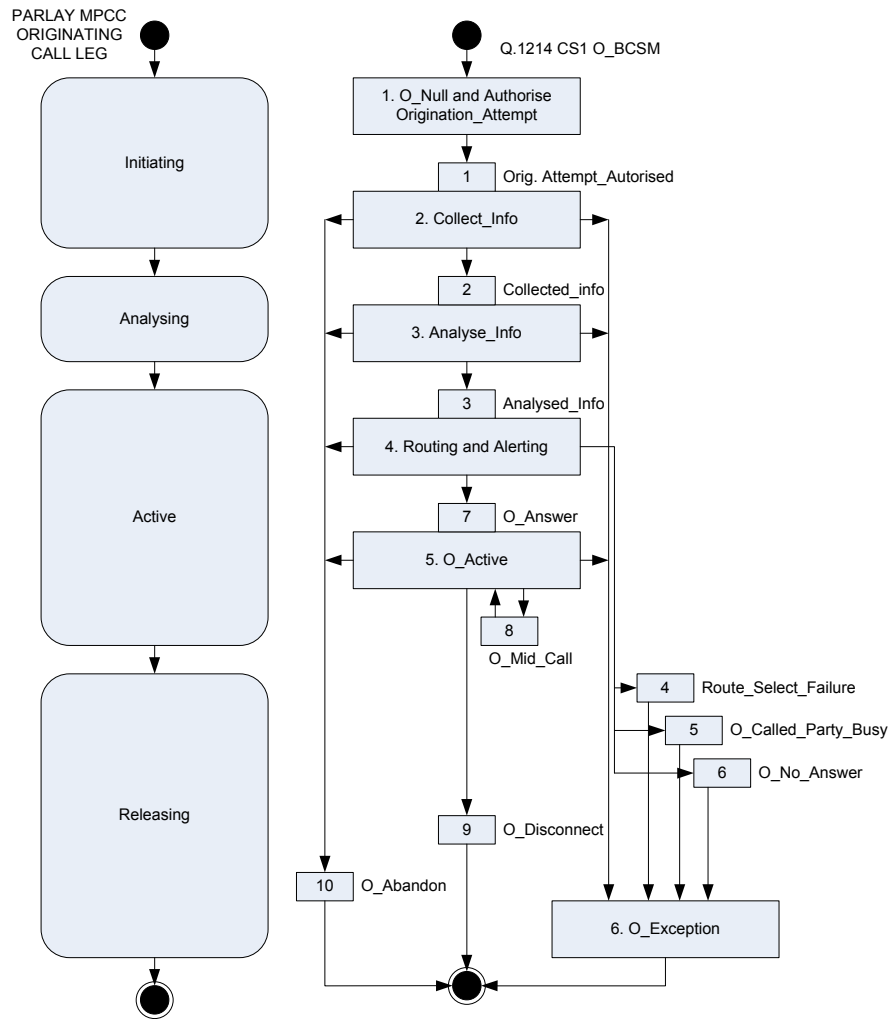 PARLAY MPCC
ORIGINATING
CALL LEG
Q.1214 CS1 O_BCSM
Initiating
Analysing
Active
Releasing
1. O_Null and Authorise
Origination_Attempt
1
Orig. Attempt_Autorised
2. Collect_Info
2
Collected_info
3. Analyse_Info
3
Analysed_Info
4. Routing and Alerting
7
O_Answer
5. O_Active
8
O_Mid_Call
4
Route_Select_Failure
5
O_Called_Party_Busy
6
O_No_Answer
9
O_Disconnect
10
O_Abandon
6. O_Exception